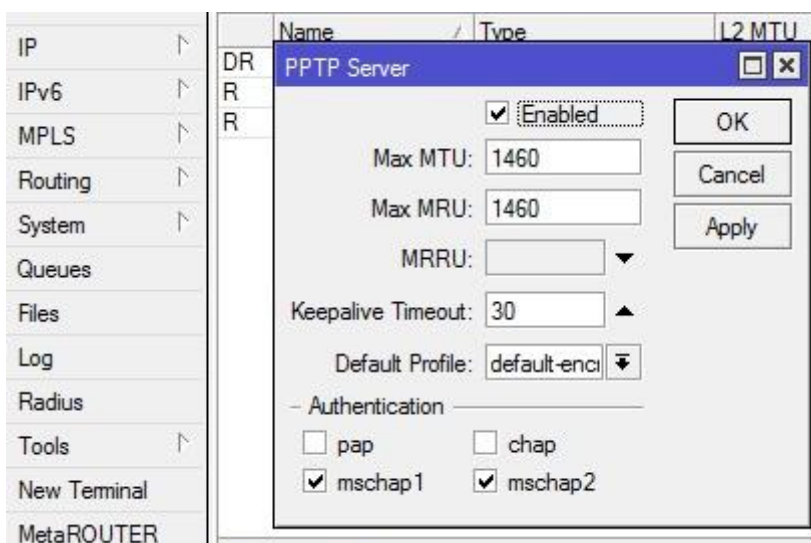 IP
IPv6
MPLS
Routing
System
Queues
Files
Log
Radius
Tools
New Terminal
MetaROUTER
Name / Type L2 MTU
DR
R
R
PPTP Server
Enabled
Max MTU: 1460
Max MRU: 1460
MRRU:
Keepalive Timeout: 30
Default Profile: default-encr
Authentication
pap chap
mschap1 mschap2
OK
Cancel
Apply